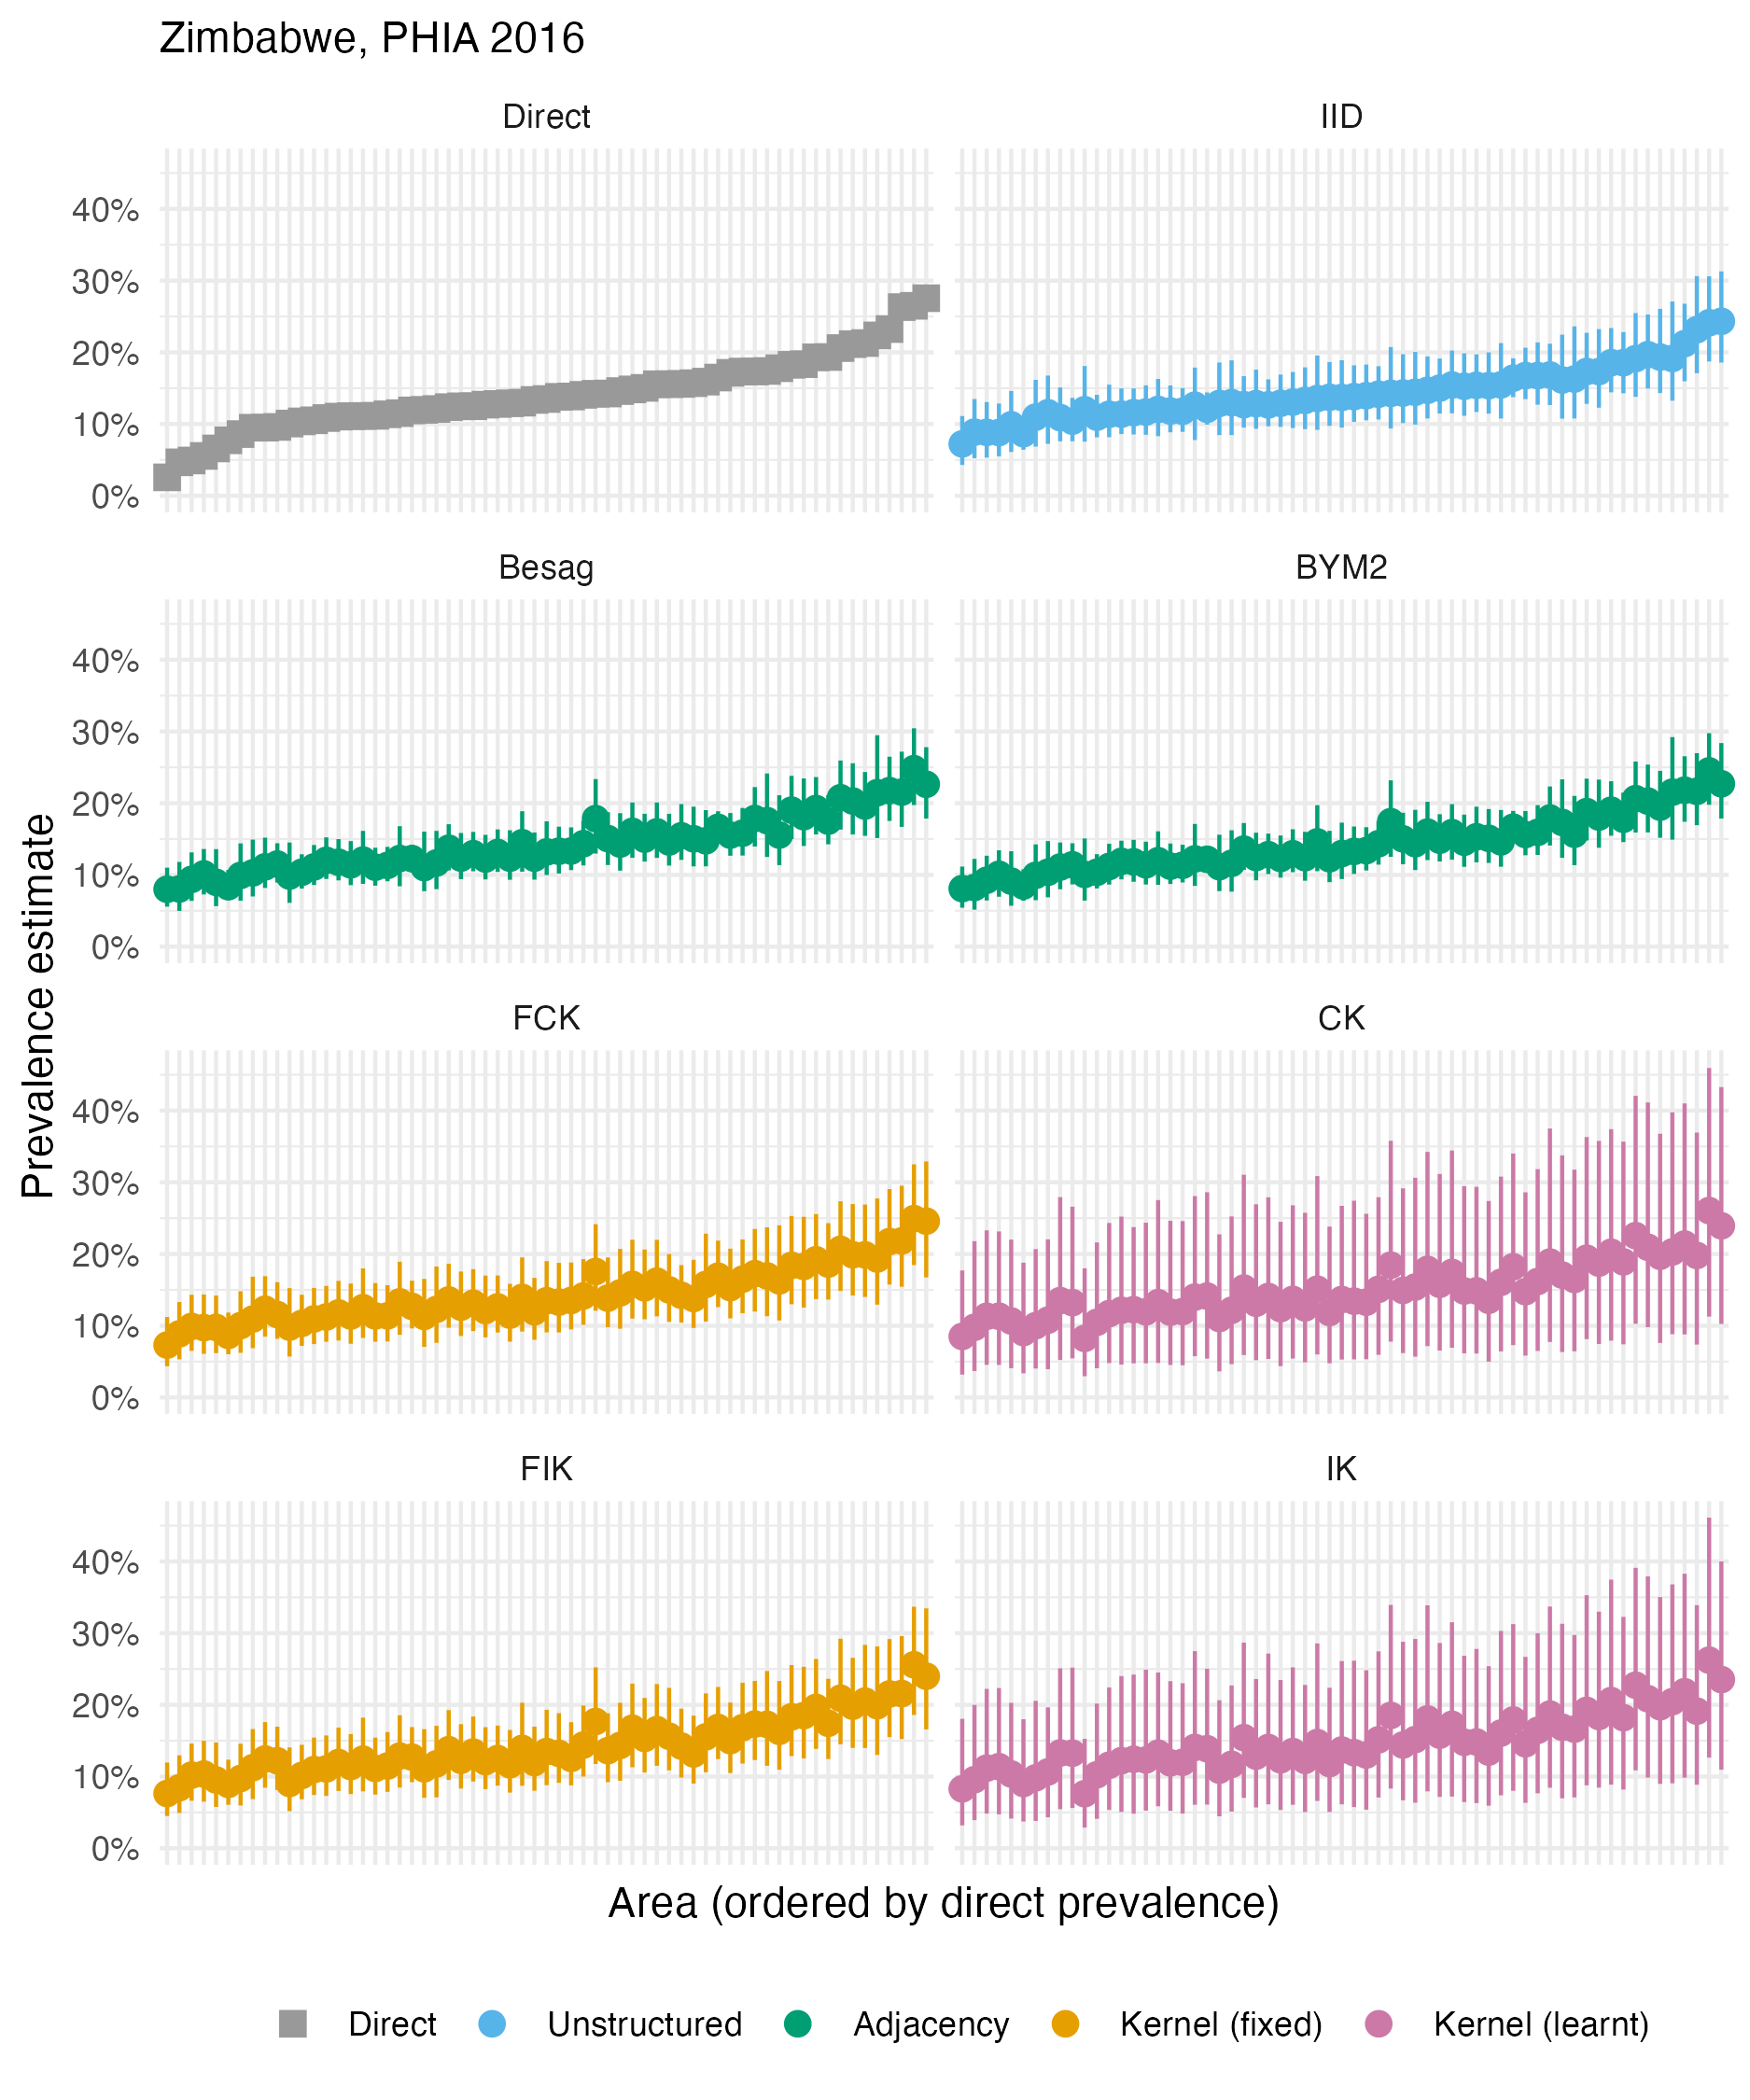 Zimbabwe, PHIA 2016
Direct
IID
40%
30%
20%
10%
0%
Besag
BYM2
40%
30%
20%
10%
0%
Prevalence estimate
FCK
CK
40%
30%
20%
10%
0%
FIK
IK
40%
30%
20%
10%
0%
Area (ordered by direct prevalence)
Direct
Unstructured
Adjacency
Kernel (fixed)
Kernel (learnt)